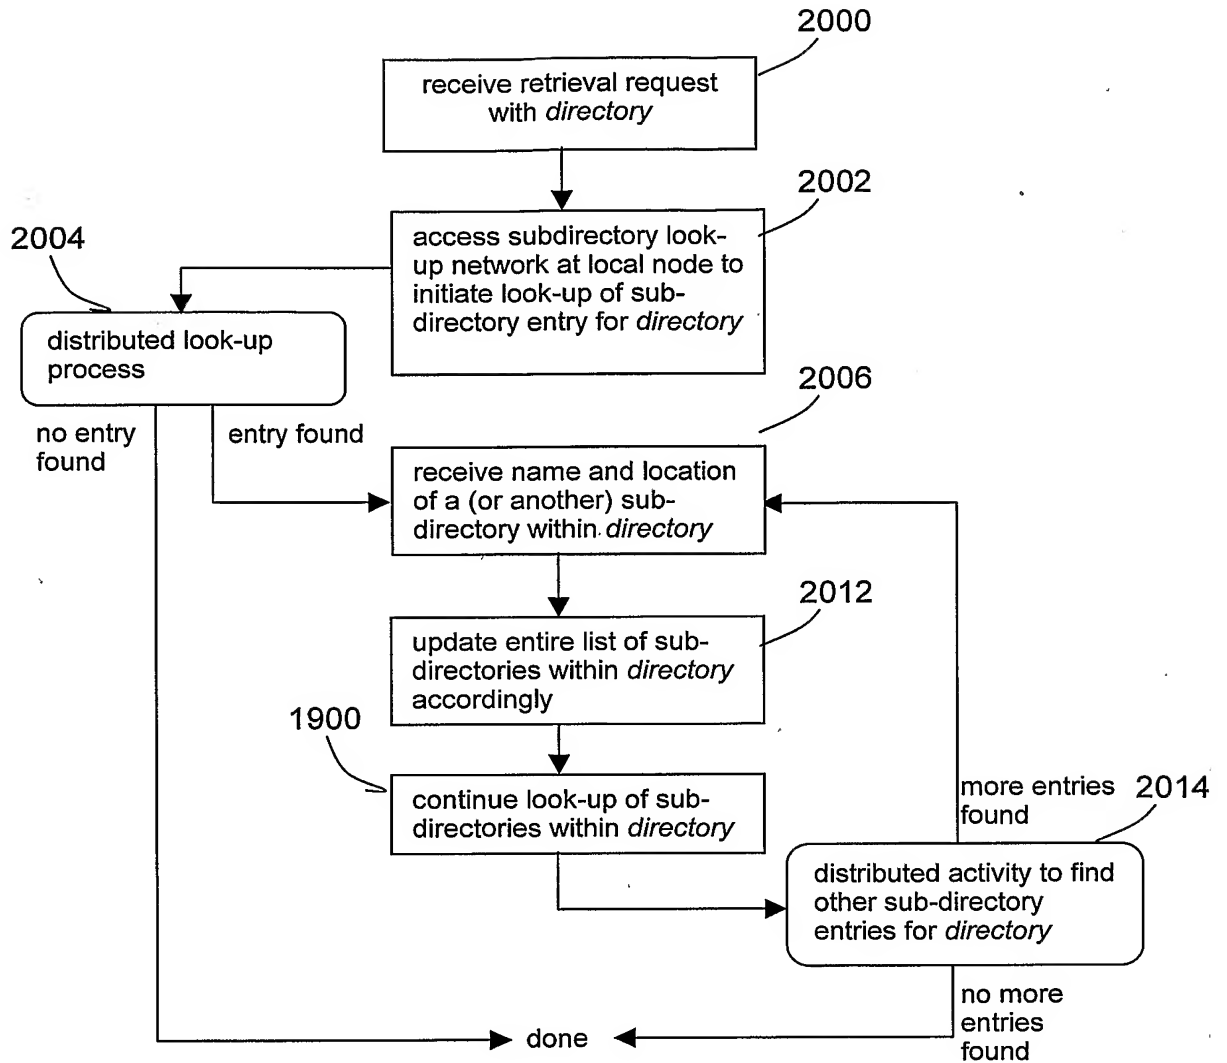 2000
receive retrieval request
with directory
2002
access subdirectory look-
up network at local node to
initiate look-up of sub-
directory entry for directory
2004
distributed look-up
process
no entry
found
entry found
2006
receive name and location
of a (or another) sub-
directory within directory
2012
update entire list of sub-
directories within directory
accordingly
1900
continue look-up of sub-
directories within directory
more entries
found
2014
distributed activity to find
other sub-directory
entries for directory
no more
entries
found
done